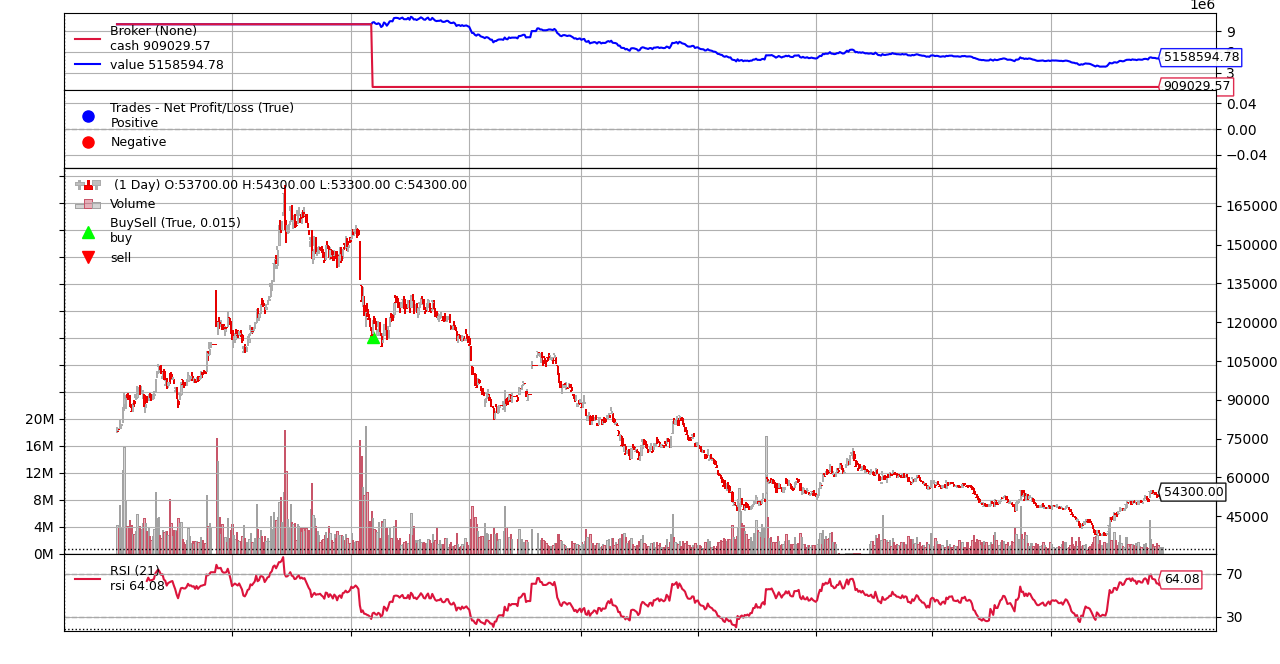 1e6
Broker (None)
cash 909029.57
value 5158594.78
9
5158594.78
3
909029.57
Trades - Net Profit/Loss (True)
Positive
Negative
0.04
0.00
−0.04
(1 Day) O:53700.00 H:54300.00 L:53300.00 C:54300.00
Volume
BuySell (True, 0.015)
buy
sell
165000
150000
135000
120000
105000
90000
75000
60000
54300.00
45000
20M
16M
12M
8M
4M
0M
RSI (21)
rsi 64.08
70
64.08
30